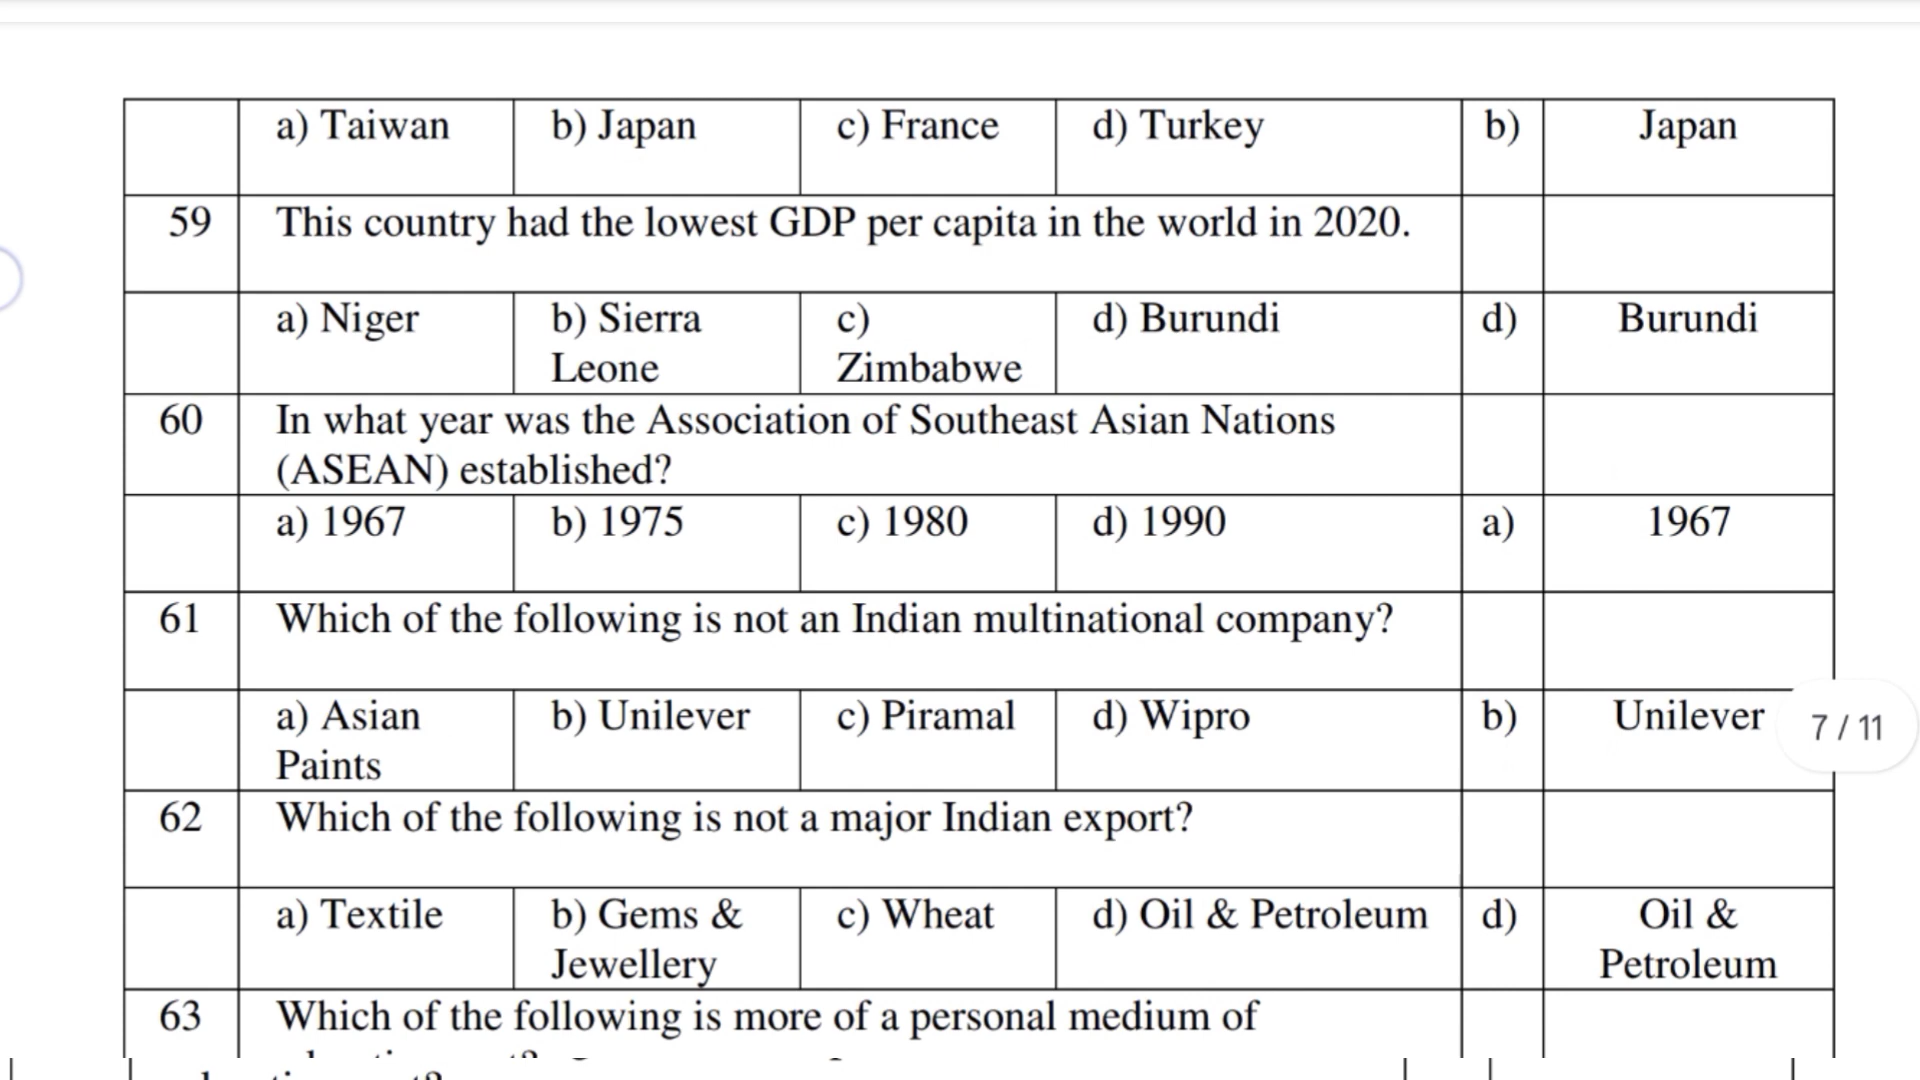 a) Taiwan b) Japan c) France d) Turkey b) Japan
59 This country had the lowest GDP per capita in the world in 2020.
a) Niger b) Sierra Leone c) Zimbabwe d) Burundi d) Burundi
60 In what year was the Association of Southeast Asian Nations
(ASEAN) established?
a) 1967 b) 1975 c) 1980 d) 1990 a) 1967
61 Which of the following is not an Indian multinational company?
a) Asian Paints b) Unilever c) Piramal d) Wipro b) Unilever
7 / 11
62 Which of the following is not a major Indian export?
a) Textile b) Gems & Jewellery c) Wheat d) Oil & Petroleum d) Oil & Petroleum
63 Which of the following is more of a personal medium of